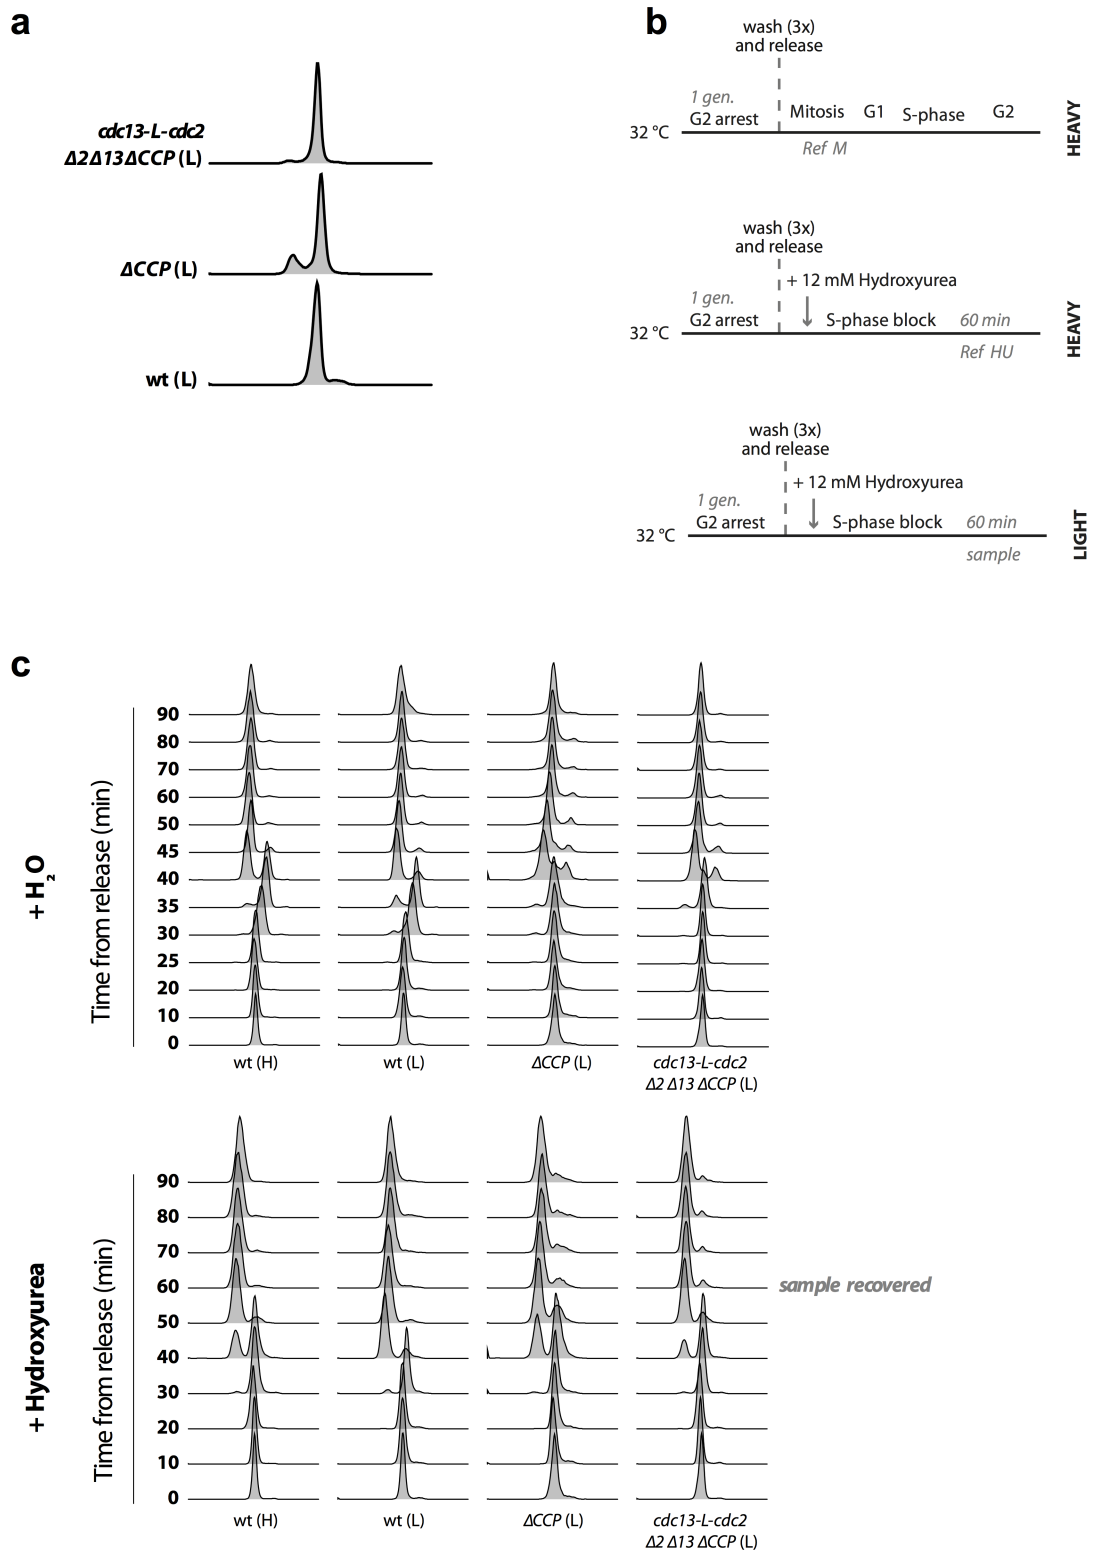 a
cdc13-L-cdc2
Δ2Δ13ΔCCP (L)
ΔCCP (L)
wt (L)
b
wash (3x)
and release
1 gen.
G2 arrest
Mitosis G1 S-phase G2
32 °C
Ref M
HEAVY
wash (3x)
and release
+ 12 mM Hydroxyurea
1 gen.
G2 arrest
S-phase block 60 min
32 °C
Ref HU
HEAVY
wash (3x)
and release
+ 12 mM Hydroxyurea
1 gen.
G2 arrest
S-phase block 60 min
32 °C
sample
LIGHT
c
+ H₂O
Time from release (min)
90
80
70
60
50
45
40
35
30
25
20
10
0
wt (H)
wt (L)
ΔCCP (L)
cdc13-L-cdc2
Δ2 Δ13 ΔCCP (L)
+ Hydroxyurea
Time from release (min)
90
80
70
60
sample recovered
50
40
30
20
10
0
wt (H)
wt (L)
ΔCCP (L)
cdc13-L-cdc2
Δ2 Δ13 ΔCCP (L)